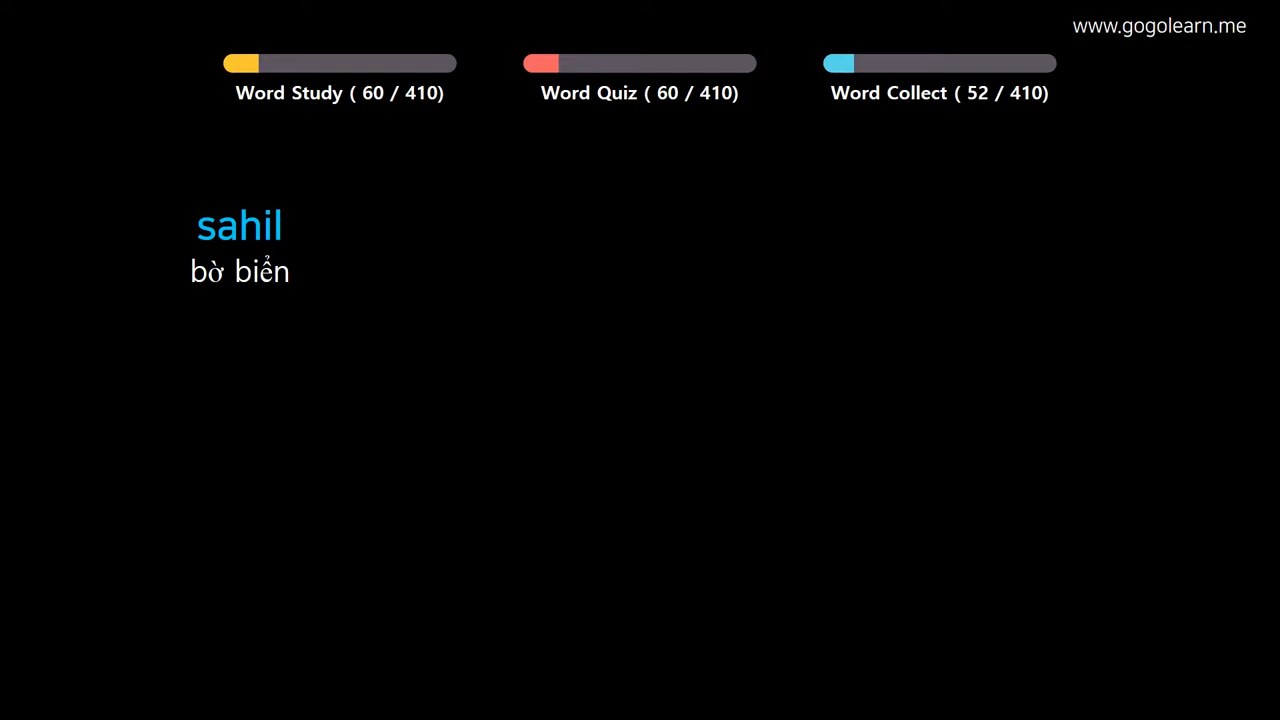 www.gogolearn.me
Word Study ( 60 / 410)
Word Quiz ( 60 / 410)
Word Collect ( 52 / 410)
sahil
bờ biển